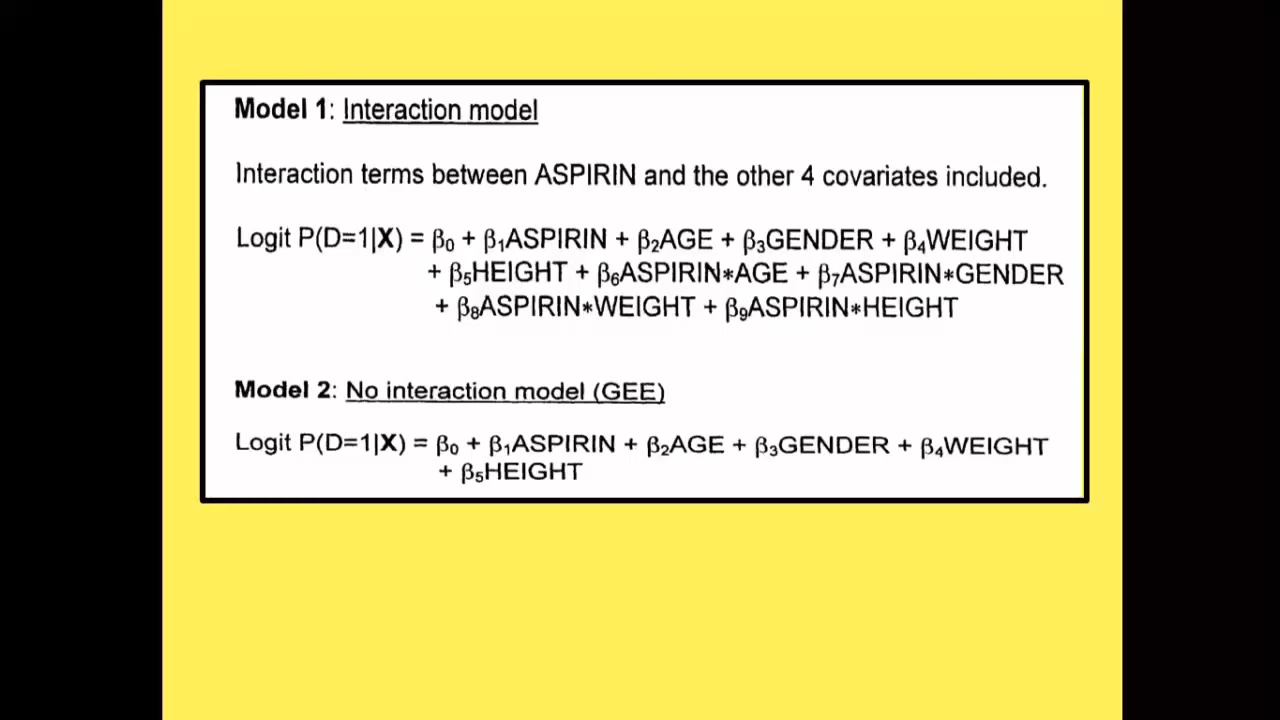 Model 1: Interaction model
Interaction terms between ASPIRIN and the other 4 covariates included.
Logit P(D=1|X) = β₀ + β₁ASPIRIN + β₂AGE + β₃GENDER + β₄WEIGHT
+ β₅HEIGHT + β₆ASPIRIN*AGE + β₇ASPIRIN*GENDER
+ β₈ASPIRIN*WEIGHT + β₉ASPIRIN*HEIGHT
Model 2: No interaction model (GEE)
Logit P(D=1|X) = β₀ + β₁ASPIRIN + β₂AGE + β₃GENDER + β₄WEIGHT
+ β₅HEIGHT